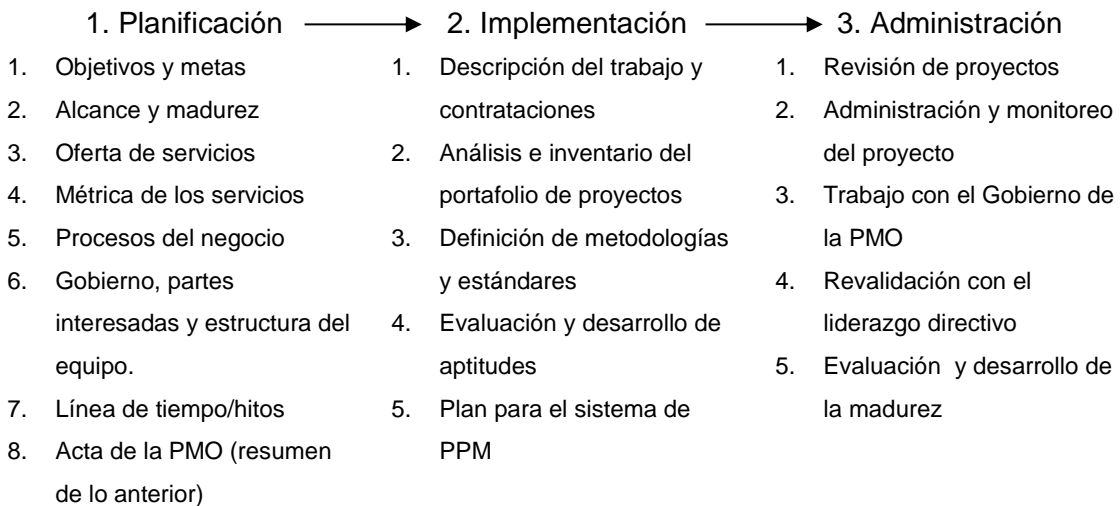 1. Planificación
1. Objetivos y metas
2. Alcance y madurez
3. Oferta de servicios
4. Métrica de los servicios
5. Procesos del negocio
6. Gobierno, partes
interesadas y estructura del
equipo.
7. Línea de tiempo/hitos
8. Acta de la PMO (resumen
de lo anterior)
2. Implementación
1. Descripción del trabajo y
contrataciones
2. Análisis e inventario del
portafolio de proyectos
3. Definición de metodologías
y estándares
4. Evaluación y desarrollo de
aptitudes
5. Plan para el sistema de
PPM
3. Administración
1. Revisión de proyectos
2. Administración y monitoreo
del proyecto
3. Trabajo con el Gobierno de
la PMO
4. Revalidación con el
liderazgo directivo
5. Evaluación y desarrollo de
la madurez